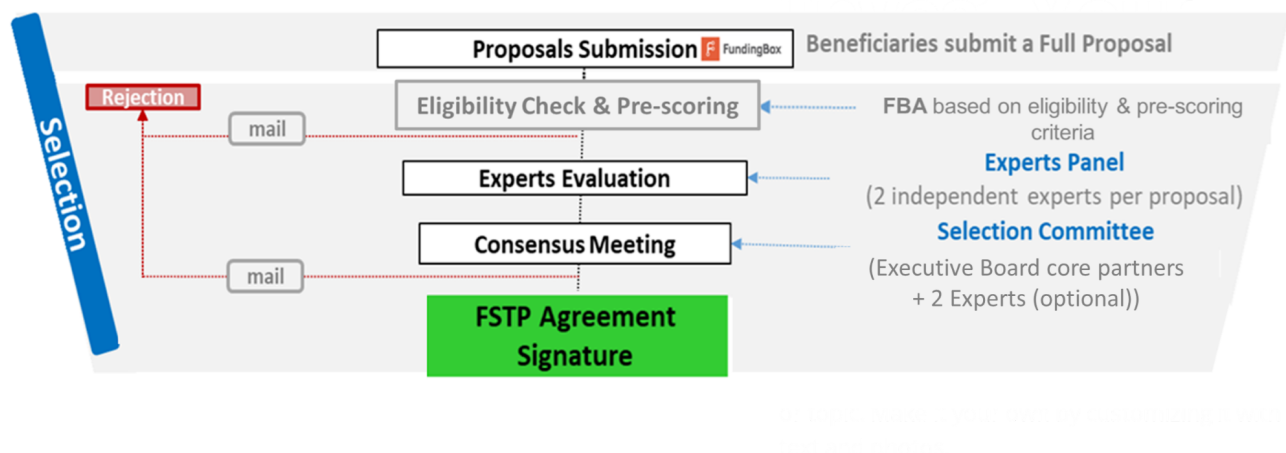 Selection
Proposals Submission FundingBox
Beneficiaries submit a Full Proposal
Rejection
mail
Eligibility Check & Pre-scoring
FBA based on eligibility & pre-scoring
criteria
Experts Evaluation
Experts Panel
(2 independent experts per proposal)
Consensus Meeting
Selection Committee
(Executive Board core partners
+ 2 Experts (optional))
mail
FSTP Agreement
Signature